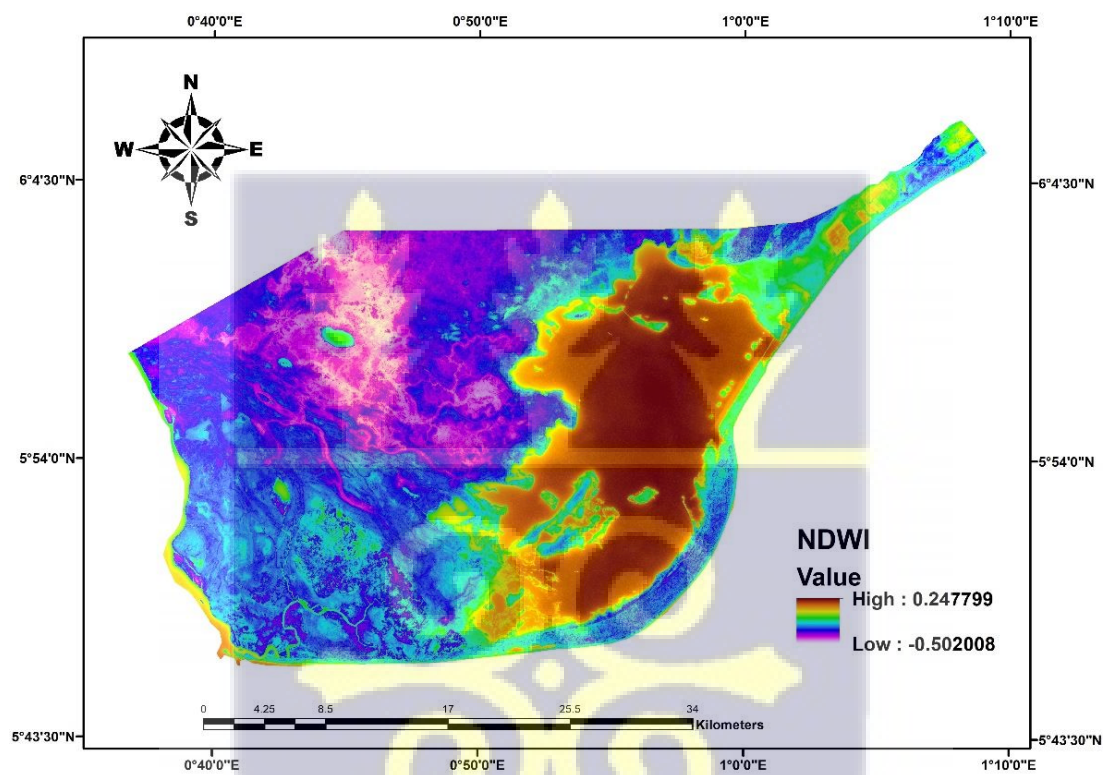 0°40'0"E 0°50'0"E 1°0'0"E 1°10'0"E
N
W E
S
6°4'30"N 6°4'30"N
5°54'0"N 5°54'0"N
NDWI
Value
High : 0.247799
Low : -0.502008
0 4.25 8.5 17 25.5 34
Kilometers
5°43'30"N 5°43'30"N
0°40'0"E 0°50'0"E 1°0'0"E 1°10'0"E